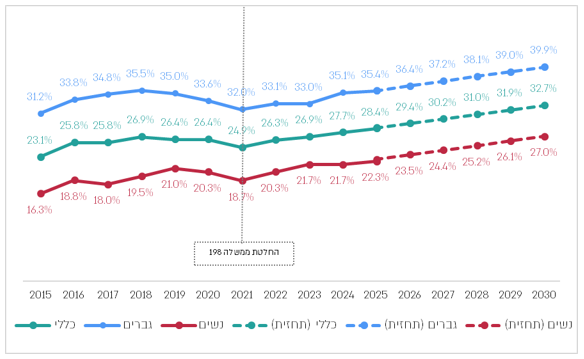 31.2% 33.8% 34.8% 35.5% 35.0% 33.6% 32.0% 33.1% 33.0% 35.1% 35.4% 36.4% 37.2% 38.1% 39.0% 39.9%
23.1% 25.8% 25.8% 26.9% 26.4% 26.4% 24.9% 26.3% 26.9% 27.7% 28.4% 29.4% 30.2% 31.0% 31.9% 32.7%
16.3% 18.8% 18.0% 19.5% 21.0% 20.3% 18.7% 20.3% 21.7% 21.7% 22.3% 23.5% 24.4% 25.2% 26.1% 27.0%
החלטת ממשלה 198
2015 2016 2017 2018 2019 2020 2021 2022 2023 2024 2025 2026 2027 2028 2029 2030
כללי גברים נשים כללי (תחזית) גברים (תחזית) נשים (תחזית)